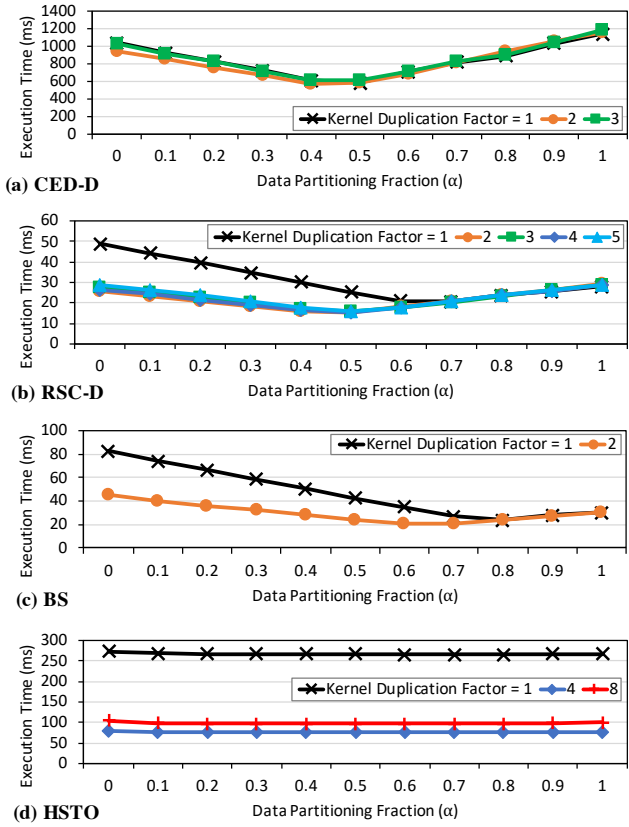 Execution Time (ms)
1400
1200
1000
800
600
400
200
0
Kernel Duplication Factor = 1 2 3
0 0.1 0.2 0.3 0.4 0.5 0.6 0.7 0.8 0.9 1
Data Partitioning Fraction (α)
(a) CED-D
Execution Time (ms)
60
50
40
30
20
10
0
Kernel Duplication Factor = 1 2 3 4 5
0 0.1 0.2 0.3 0.4 0.5 0.6 0.7 0.8 0.9 1
Data Partitioning Fraction (α)
(b) RSC-D
Execution Time (ms)
100
80
60
40
20
0
Kernel Duplication Factor = 1 2
0 0.1 0.2 0.3 0.4 0.5 0.6 0.7 0.8 0.9 1
Data Partitioning Fraction (α)
(c) BS
Execution Time (ms)
300
250
200
150
100
50
0
Kernel Duplication Factor = 1 4 8
0 0.1 0.2 0.3 0.4 0.5 0.6 0.7 0.8 0.9 1
Data Partitioning Fraction (α)
(d) HSTO